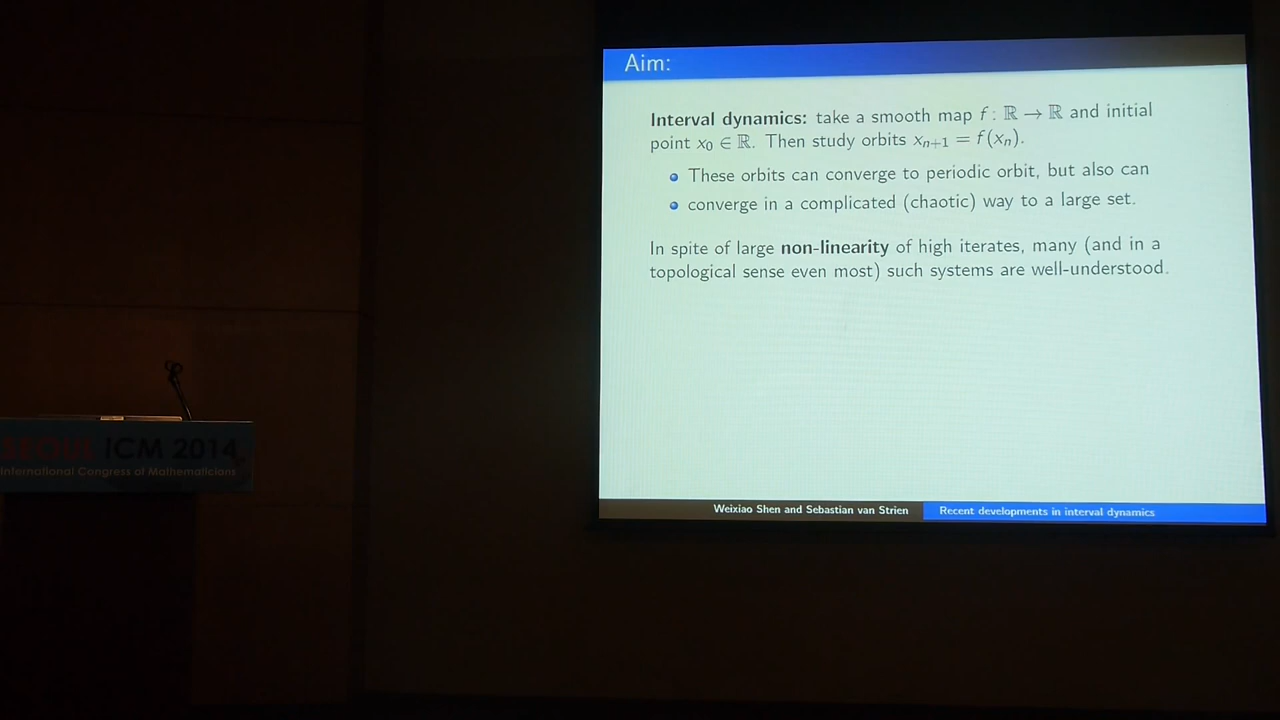 Aim:
Interval dynamics: take a smooth map f : ℝ → ℝ and initial
point x₀ ∈ ℝ. Then study orbits xₙ₊₁ = f(xₙ).
These orbits can converge to periodic orbit, but also can
converge in a complicated (chaotic) way to a large set.
In spite of large non-linearity of high iterates, many (and in a
topological sense even most) such systems are well-understood.
Weixiao Shen and Sebastian van Strien
Recent developments in interval dynamics
SEOUL ICM 2014
International Congress of Mathematicians